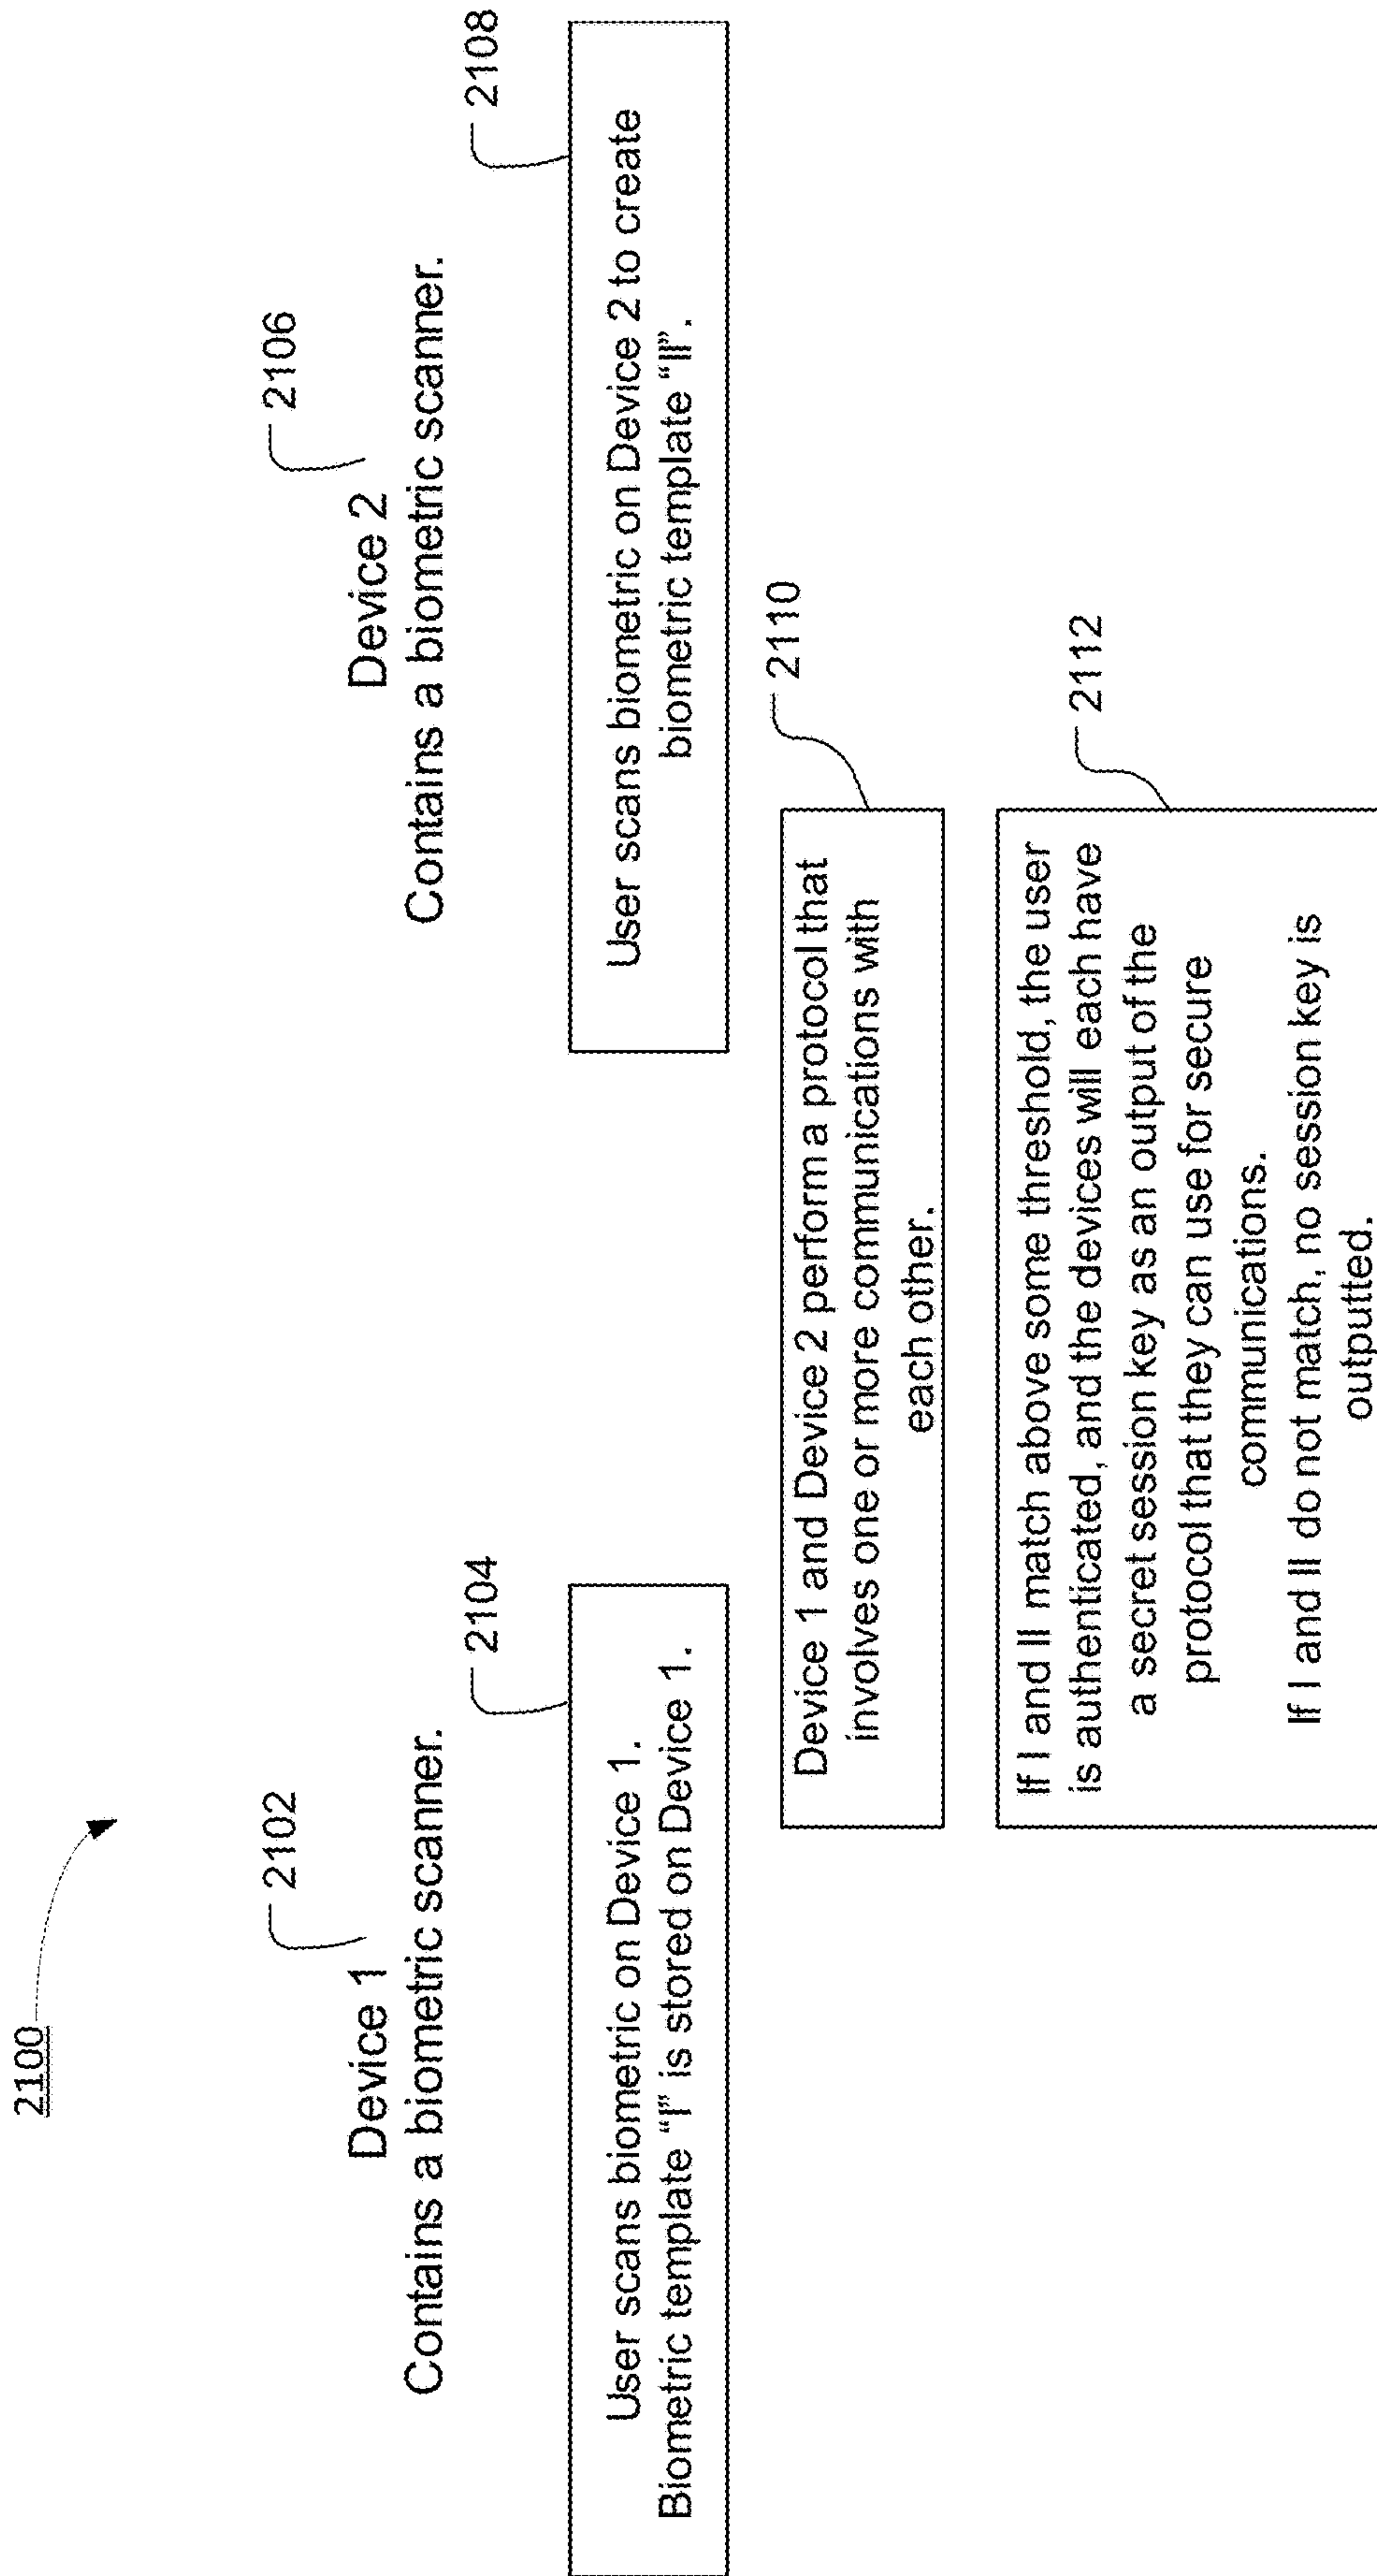 2100
2102
Device 1
Contains a biometric scanner.
2104
User scans biometric on Device 1.
Biometric template “I” is stored on Device 1.
2106
Device 2
Contains a biometric scanner.
2108
User scans biometric on Device 2 to create
biometric template “II”.
2110
Device 1 and Device 2 perform a protocol that
involves one or more communications with
each other.
2112
If I and II match above some threshold, the user
is authenticated, and the devices will each have
a secret session key as an output of the
protocol that they can use for secure
communications.
If I and II do not match, no session key is
outputted.